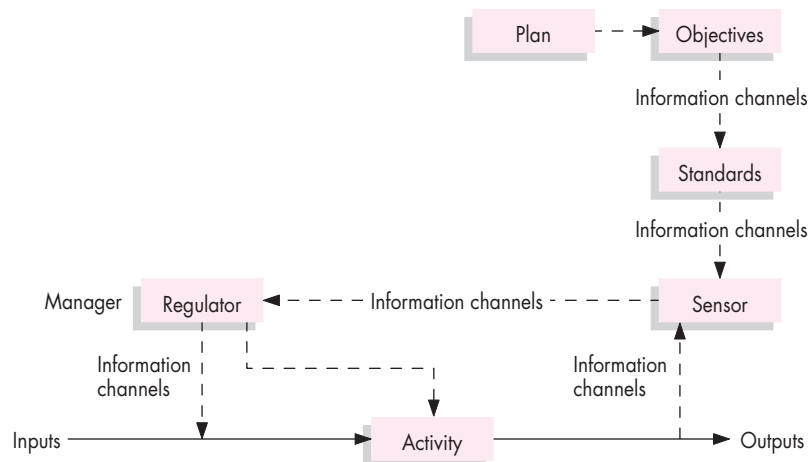 Plan
Objectives
Information channels
Standards
Information channels
Manager
Regulator
Information channels
Sensor
Information
channels
Information
channels
Inputs
Activity
Outputs